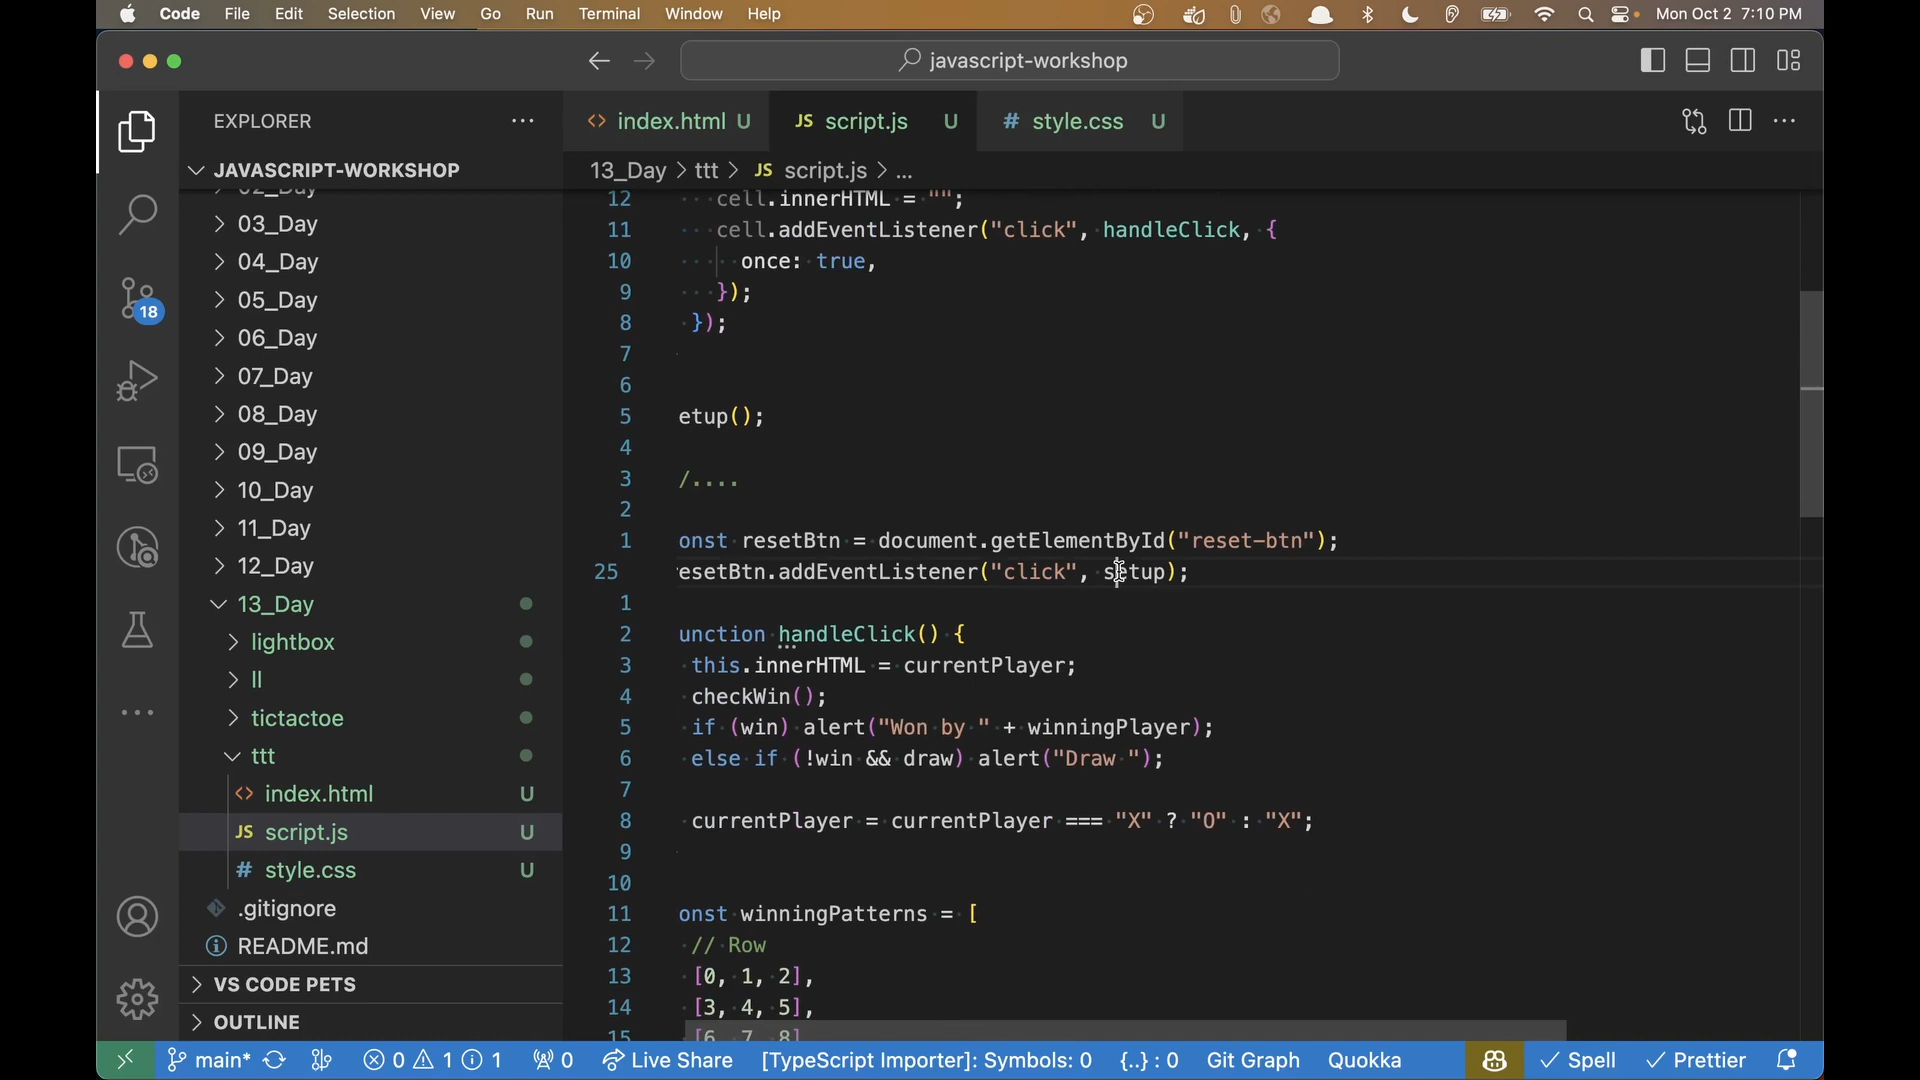 Code File Edit Selection View Go Run Terminal Window Help Mon Oct 2 7:10 PM
javascript-workshop
EXPLORER
index.html U
JS script.js U
# style.css U
JAVASCRIPT-WORKSHOP
13_Day > ttt > JS script.js > ...
02_Day
03_Day
04_Day
05_Day
06_Day
07_Day
08_Day
09_Day
10_Day
11_Day
12_Day
13_Day
lightbox
ll
tictactoe
ttt
index.html U
JS script.js U
# style.css U
.gitignore
README.md
VS CODE PETS
OUTLINE
18
12 cell.innerHTML = "";
11 cell.addEventListener("click", handleClick, {
10 once: true,
9 });
8 });
7
6
5 etup();
4
3 /....
2
1 onst resetBtn = document.getElementById("reset-btn");
25 esetBtn.addEventListener("click", setup);
1
2 unction handleClick() {
3 this.innerHTML = currentPlayer;
4 checkWin();
5 if (win) alert("Won by " + winningPlayer);
6 else if (!win && draw) alert("Draw ");
7
8 currentPlayer = currentPlayer === "X" ? "O" : "X";
9
10
11 onst winningPatterns = [
12 // Row
13 [0, 1, 2],
14 [3, 4, 5],
15 [6, 7, 8]
main* 0 1 1 0 Live Share [TypeScript Importer]: Symbols: 0 {..} : 0 Git Graph Quokka Spell Prettier